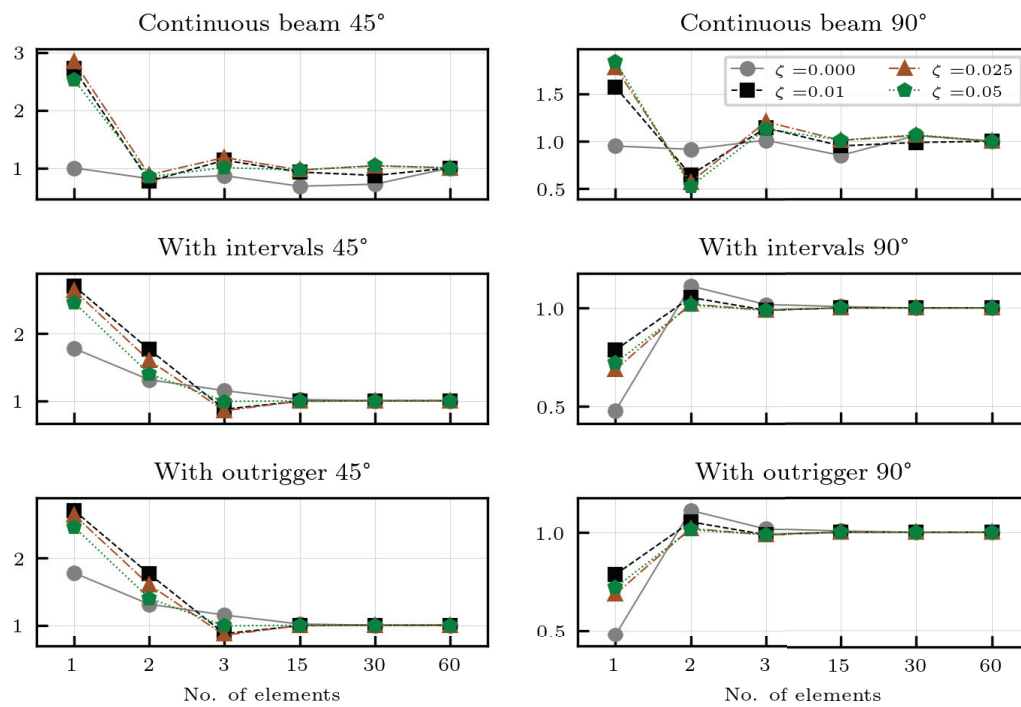 Continuous beam 45°
Continuous beam 90°
3
2
1
1.5
1.0
0.5
ζ =0.000
ζ =0.025
ζ =0.01
ζ =0.05
With intervals 45°
With intervals 90°
2
1
1.0
0.5
With outrigger 45°
With outrigger 90°
2
1
1.0
0.5
1 2 3 15 30 60
1 2 3 15 30 60
No. of elements
No. of elements